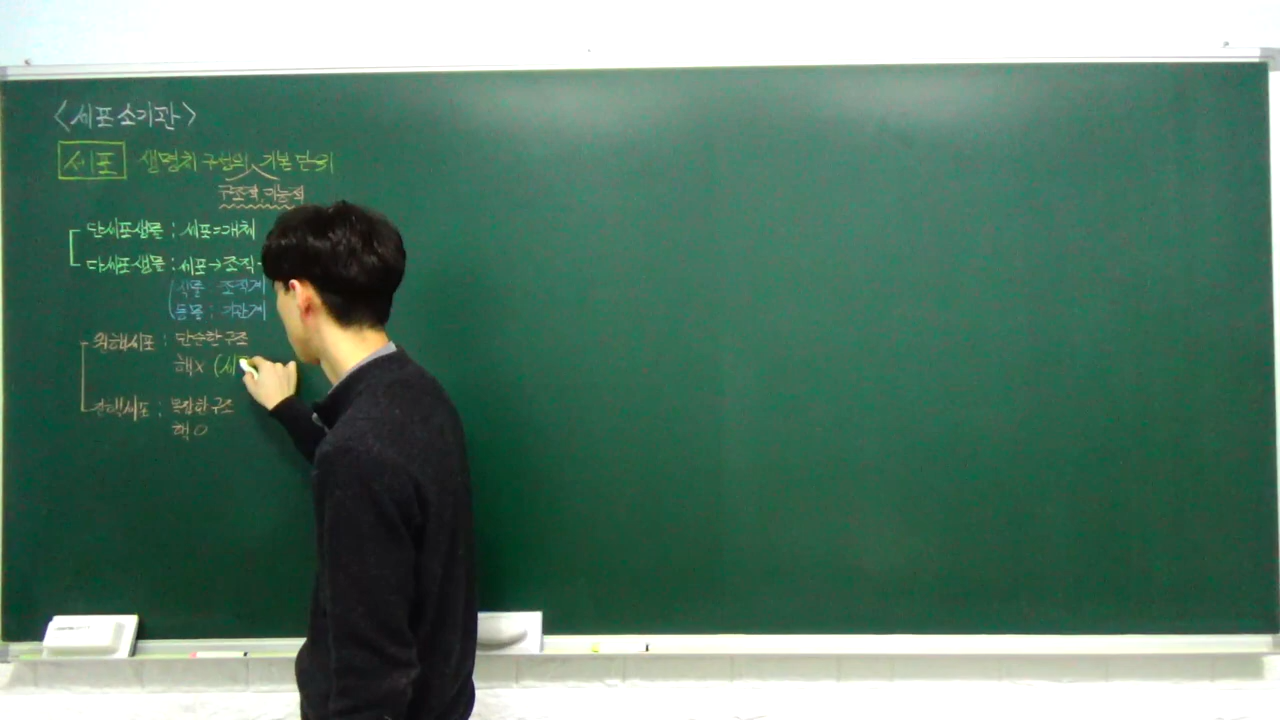 <세포 소기관>
세포 생명체 구성의 기본 단위
구조적, 기능적
단세포 생물 : 세포=개체
다세포 생물 : 세포→조직
식물 : 조직계
동물 : 기관계
원핵세포 : 단순한 구조
핵X (세
진핵세포 : 복잡한 구조
핵O